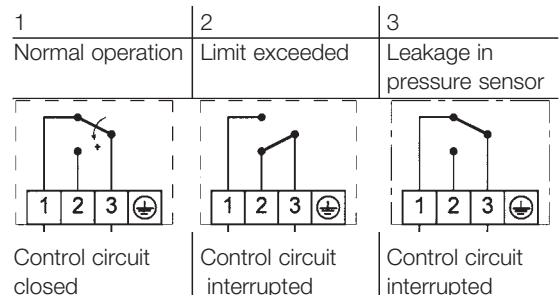 1 2 3
Normal operation Limit exceeded Leakage in
pressure sensor
+
1 2 3 1 2 3 1 2 3
Control circuit Control circuit Control circuit
closed interrupted interrupted